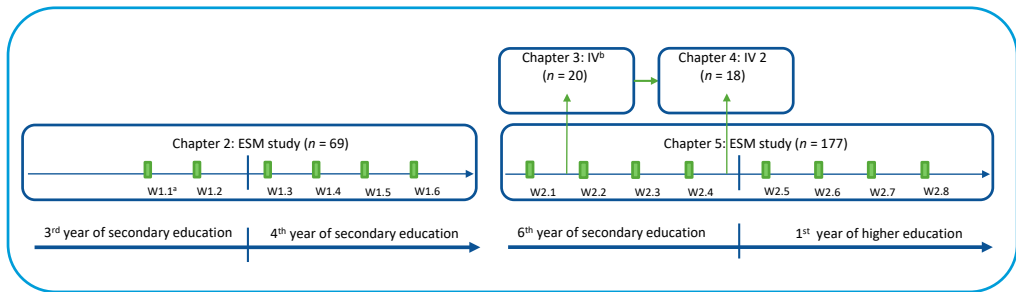 Chapter 3: IVᵇ
(n = 20)
Chapter 4: IV 2
(n = 18)
Chapter 2: ESM study (n = 69)
W1.1ᵃ W1.2 W1.3 W1.4 W1.5 W1.6
Chapter 5: ESM study (n = 177)
W2.1 W2.2 W2.3 W2.4 W2.5 W2.6 W2.7 W2.8
3ʳᵈ year of secondary education
4ᵗʰ year of secondary education
6ᵗʰ year of secondary education
1ˢᵗ year of higher education